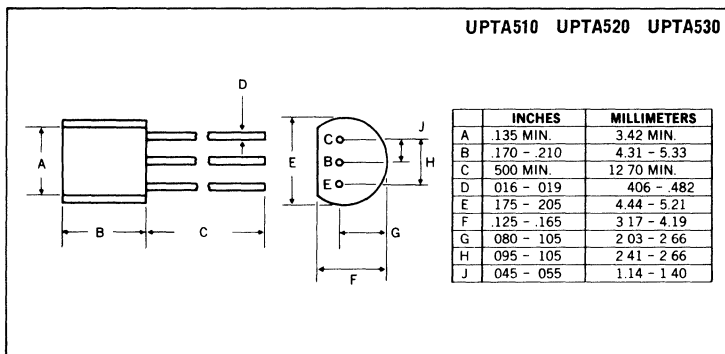 UPTA510 UPTA520 UPTA530
D
A
B
C
E
C
B
E
J
H
G
F
INCHES MILLIMETERS
A .135 MIN. 3.42 MIN.
B .170 - .210 4.31 - 5.33
C 500 MIN. 12 70 MIN.
D 016 - 019 406 - .482
E 175 - 205 4.44 - 5.21
F .125 - .165 3 17 - 4.19
G 080 - 105 2 03 - 2 66
H 095 - 105 2 41 - 2 66
J 045 - 055 1.14 - 1 40